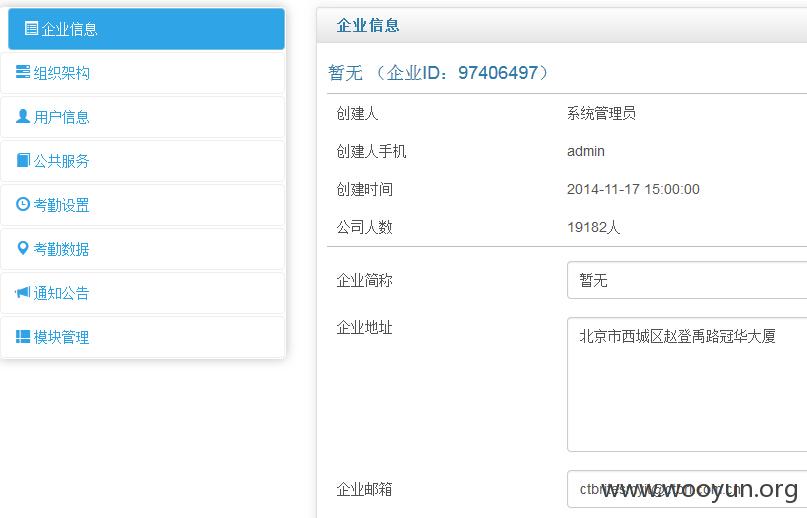 企业信息
组织架构
用户信息
公共服务
考勤设置
考勤数据
通知公告
模块管理
企业信息
暂无 （企业ID：97406497）
创建人 系统管理员
创建人手机 admin
创建时间 2014-11-17 15:00:00
公司人数 19182人
企业简称 暂无
企业地址 北京市西城区赵登禹路冠华大厦
企业邮箱
www.wooyun.org